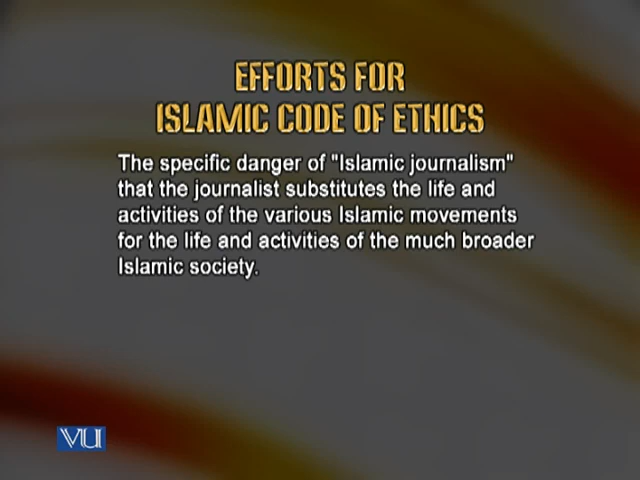 EFFORTS FOR
ISLAMIC CODE OF ETHICS
The specific danger of "Islamic journalism"
that the journalist substitutes the life and
activities of the various Islamic movements
for the life and activities of the much broader
Islamic society.
VU